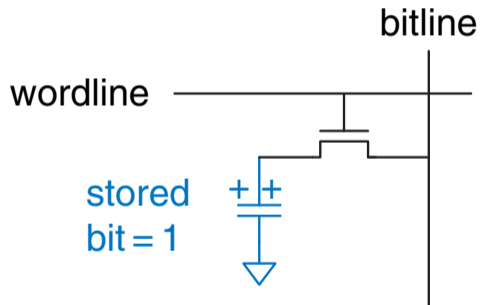 bitline
wordline
stored
bit = 1
+ +